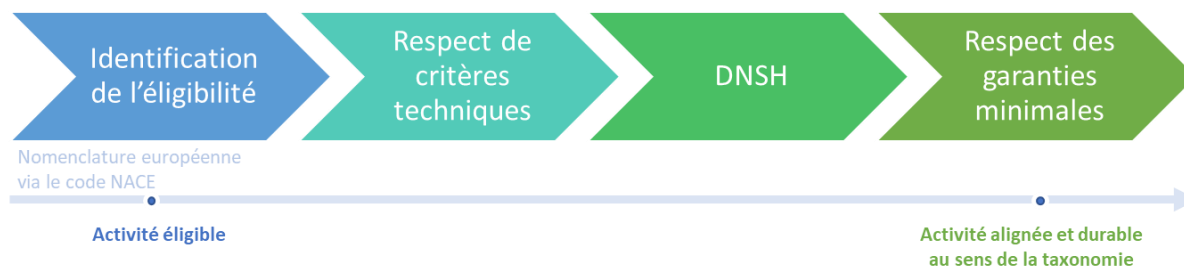 Identification
de l'éligibilité
Respect de
critères
techniques
DNSH
Respect des
garanties
minimales
Nomenclature européenne
via le code NACE
Activité éligible
Activité alignée et durable
au sens de la taxonomie